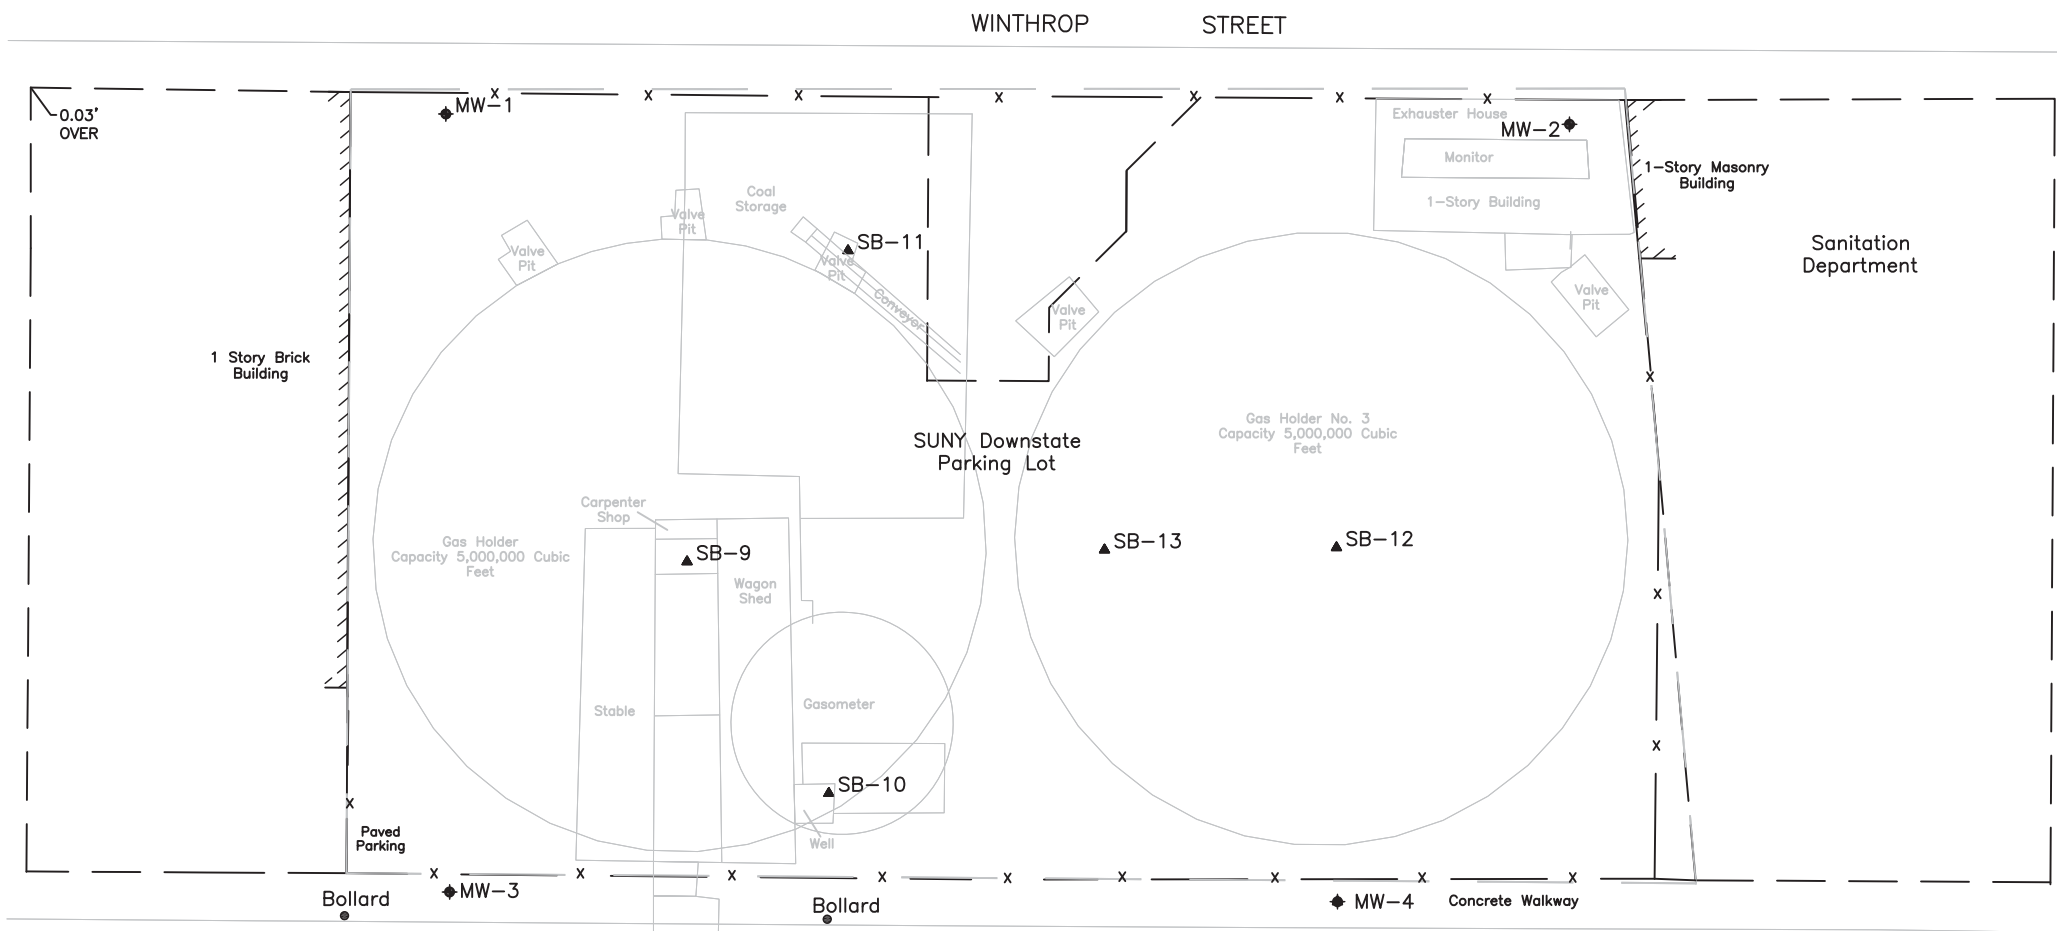 WINTHROP STREET
0.03'
OVER
MW-1
Exhauster House
MW-2
Monitor
1-Story Masonry
Building
1-Story Building
Coal
Storage
Valve
Pit
Valve
Pit
SB-11
Valve
Pit
Conveyor
Sanitation
Department
Valve
Pit
Valve
Pit
1 Story Brick
Building
Gas Holder No. 3
Capacity 5,000,000 Cubic
Feet
SUNY Downstate
Parking Lot
Carpenter
Shop
Gas Holder
Capacity 5,000,000 Cubic
Feet
SB-9
SB-13
SB-12
Wagon
Shed
Stable
Gasometer
SB-10
Well
Paved
Parking
Bollard
MW-3
Bollard
MW-4
Concrete Walkway